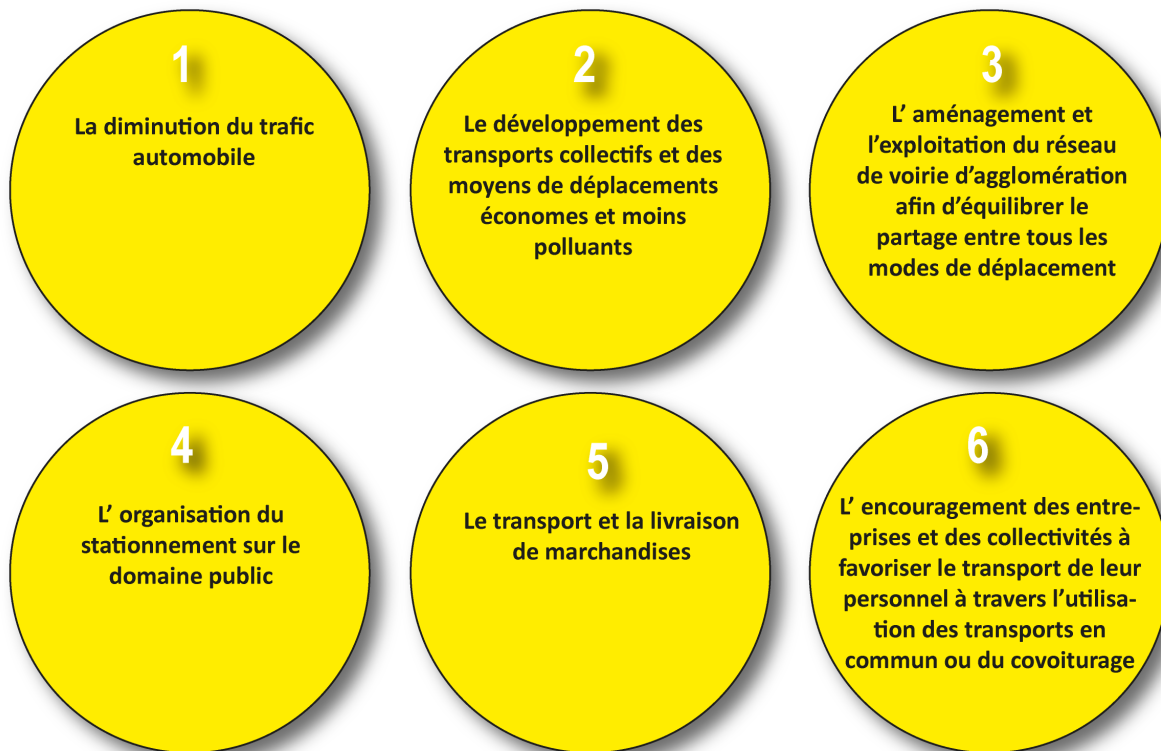 1
La diminution du trafic
automobile
2
Le développement des
transports collectifs et des
moyens de déplacements
économes et moins
polluants
3
L’ aménagement et
l’exploitation du réseau
de voirie d’agglomération
afin d’équilibrer le
partage entre tous les
modes de déplacement
4
L’ organisation du
stationnement sur le
domaine public
5
Le transport et la livraison
de marchandises
6
L’ encouragement des entre-
prises et des collectivités à
favoriser le transport de leur
personnel à travers l’utilisa-
tion des transports en
commun ou du covoiturage